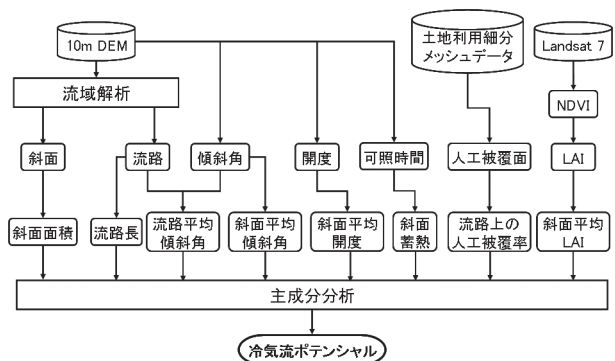 10m DEM
土地利用細分
メッシュデータ
Landsat 7
流域解析
NDVI
斜面
流路
傾斜角
開度
可照時間
人工被覆面
LAI
斜面面積
流路長
流路平均
傾斜角
斜面平均
傾斜角
斜面平均
開度
斜面
蓄熱
流路上の
人工被覆率
斜面平均
LAI
主成分分析
冷気流ポテンシャル